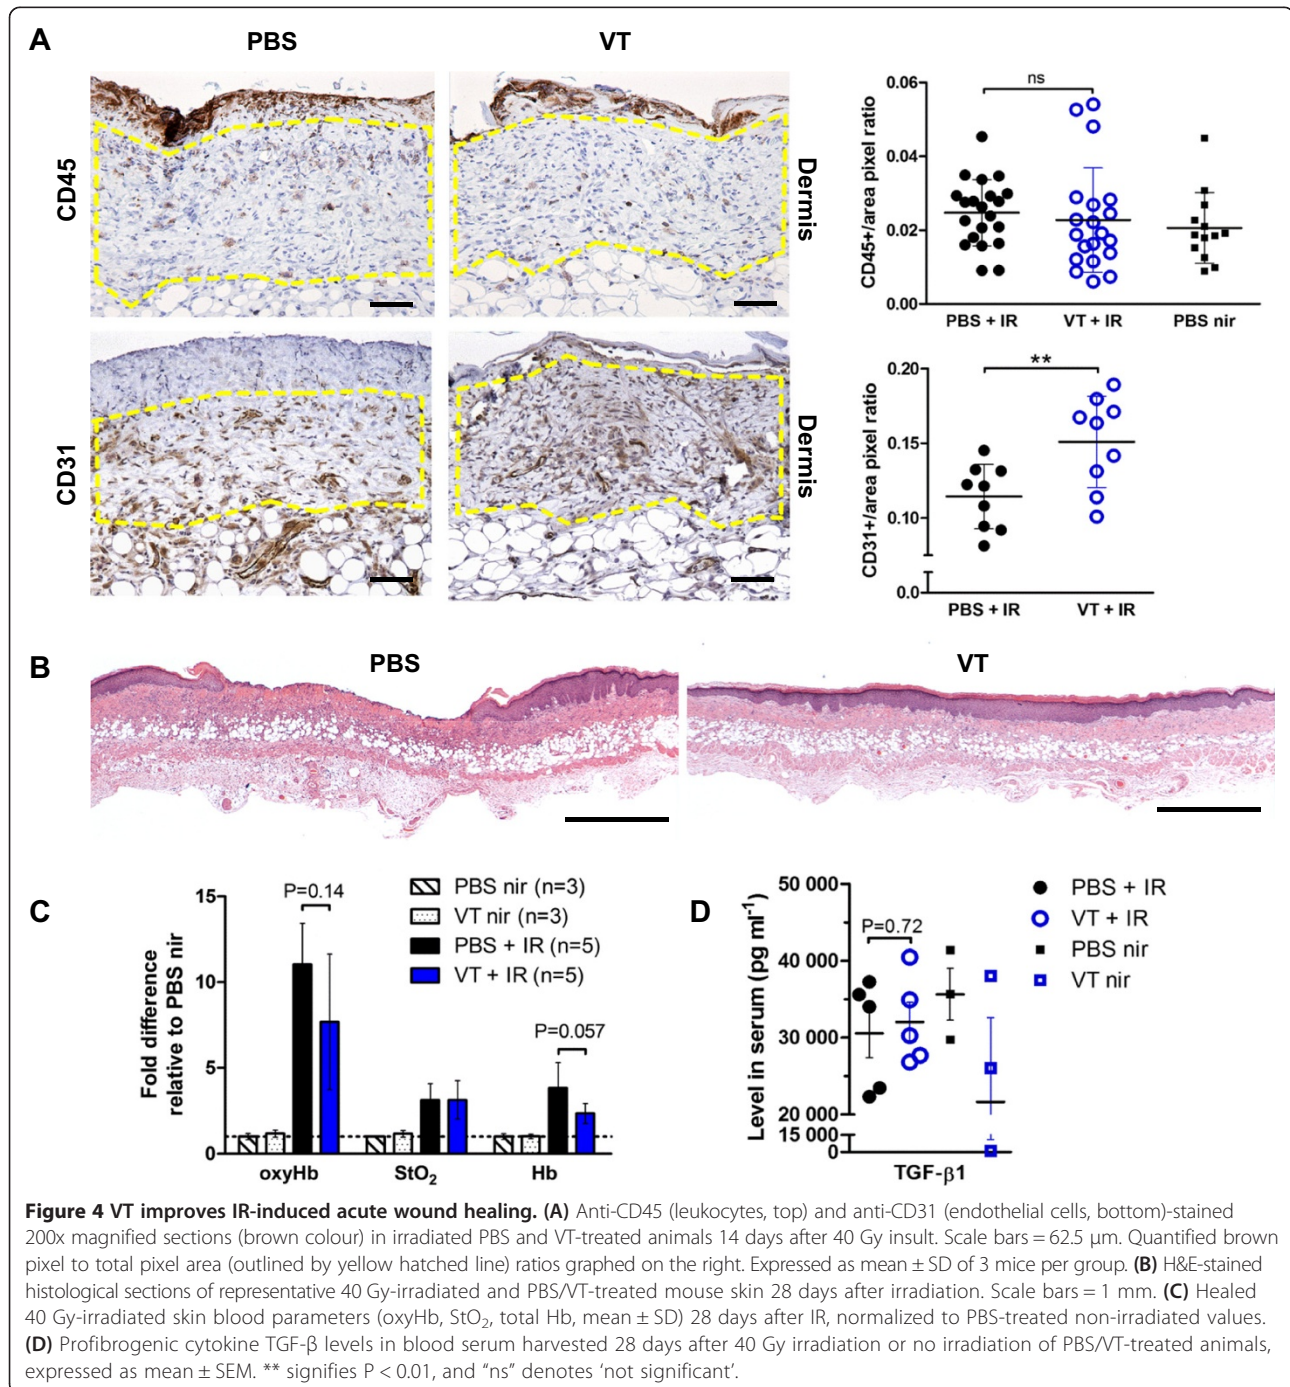 A
PBS
VT
CD45
Dermis
CD45+/area pixel ratio
0.06
0.04
0.02
0.00
ns
PBS + IR
VT + IR
PBS nir
CD31
Dermis
CD31+/area pixel ratio
0.20
0.15
0.10
0.0
**
PBS + IR
VT + IR
B
PBS
VT
C
Fold difference
relative to PBS nir
15
10
5
0
P=0.14
P=0.057
PBS nir (n=3)
VT nir (n=3)
PBS + IR (n=5)
VT + IR (n=5)
oxyHb
StO₂
Hb
D
Level in serum (pg ml⁻¹)
50 000
40 000
30 000
20 000
15 000
0
P=0.72
TGF-β1
PBS + IR
VT + IR
PBS nir
VT nir
Figure 4 VT improves IR-induced acute wound healing. (A) Anti-CD45 (leukocytes, top) and anti-CD31 (endothelial cells, bottom)-stained
200x magnified sections (brown colour) in irradiated PBS and VT-treated animals 14 days after 40 Gy insult. Scale bars = 62.5 μm. Quantified brown
pixel to total pixel area (outlined by yellow hatched line) ratios graphed on the right. Expressed as mean ± SD of 3 mice per group. (B) H&E-stained
histological sections of representative 40 Gy-irradiated and PBS/VT-treated mouse skin 28 days after irradiation. Scale bars = 1 mm. (C) Healed
40 Gy-irradiated skin blood parameters (oxyHb, StO₂, total Hb, mean ± SD) 28 days after IR, normalized to PBS-treated non-irradiated values.
(D) Profibrogenic cytokine TGF-β levels in blood serum harvested 28 days after 40 Gy irradiation or no irradiation of PBS/VT-treated animals,
expressed as mean ± SEM. ** signifies P < 0.01, and “ns” denotes ‘not significant’.